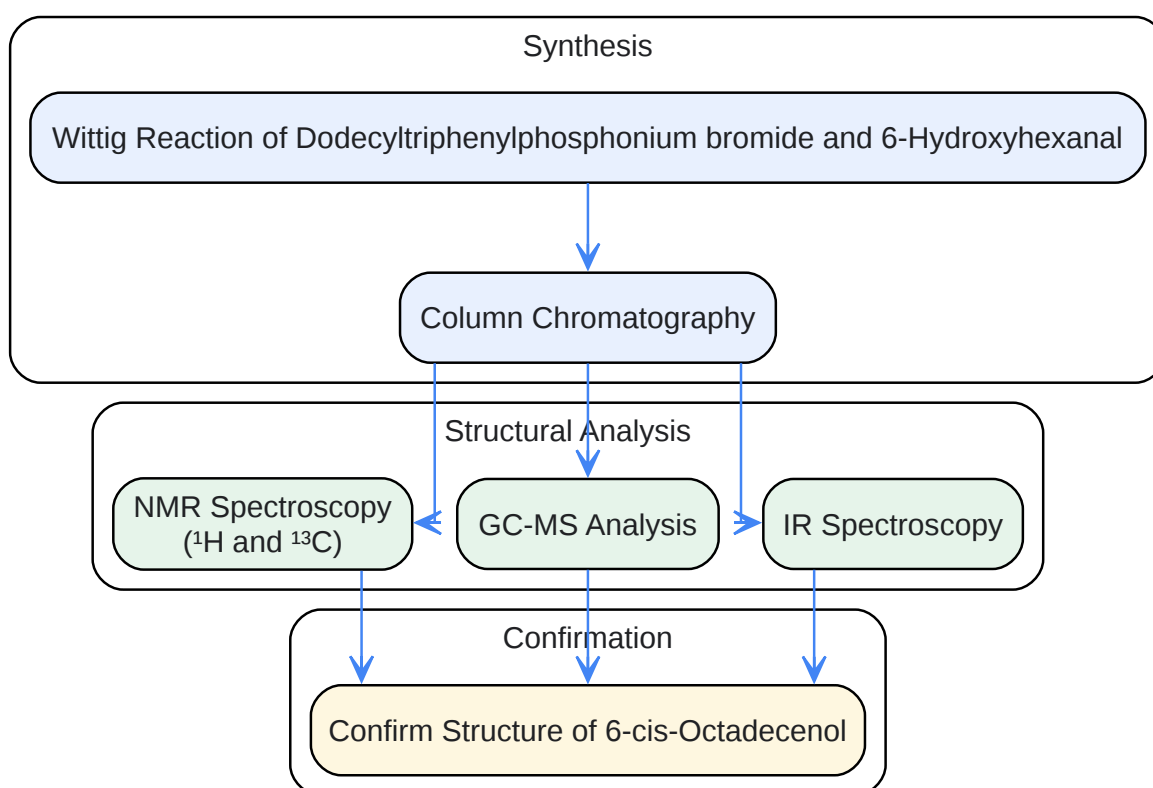 Synthesis
Wittig Reaction of Dodecyltriphenylphosphonium bromide and 6-Hydroxyhexanal
Column Chromatography
Structural Analysis
NMR Spectroscopy
(¹H and ¹³C)
GC-MS Analysis
IR Spectroscopy
Confirmation
Confirm Structure of 6-cis-Octadecenol